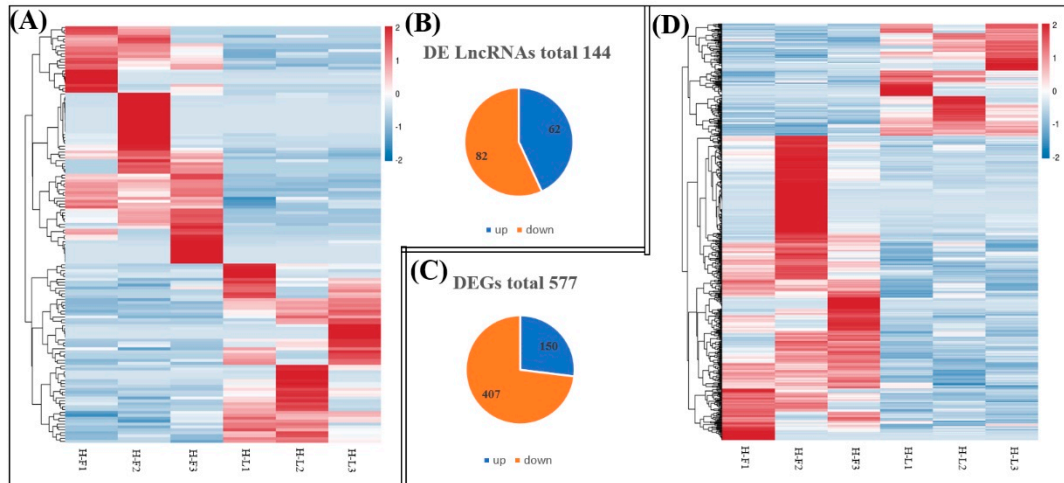 (A)
2
1
0
-1
-2
H-F1
H-F2
H-F3
H-L1
H-L2
H-L3
(B)
DE LncRNAs total 144
62
82
up down
(C)
DEGs total 577
150
407
up down
(D)
2
1
0
-1
-2
H-F1
H-F2
H-F3
H-L1
H-L2
H-L3